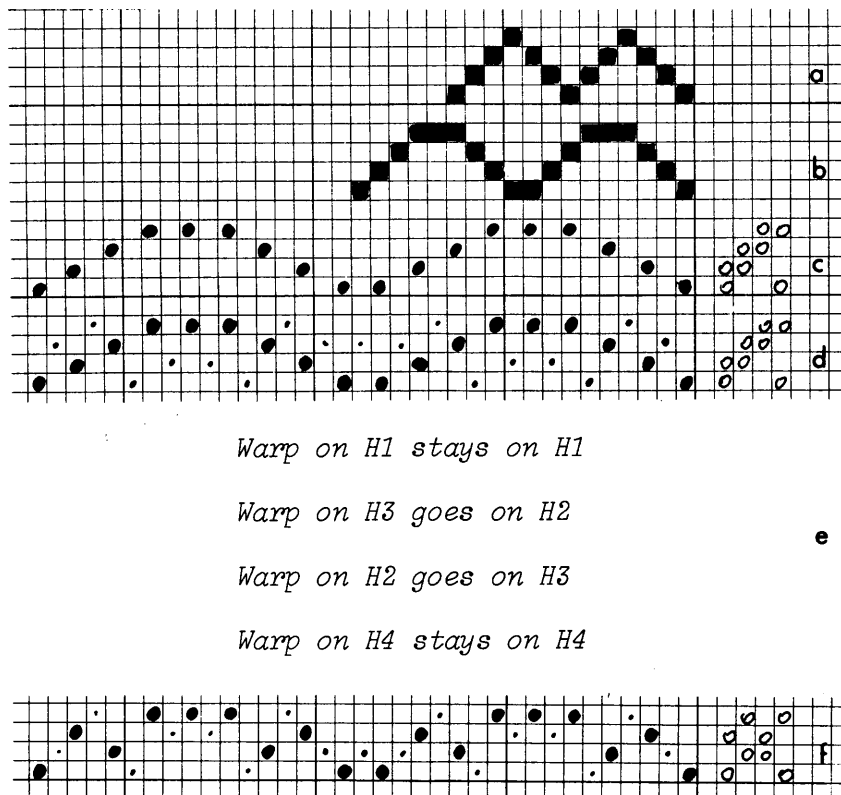 a
b
c
d
Warp on H1 stays on H1
Warp on H3 goes on H2
e
Warp on H2 goes on H3
Warp on H4 stays on H4
f